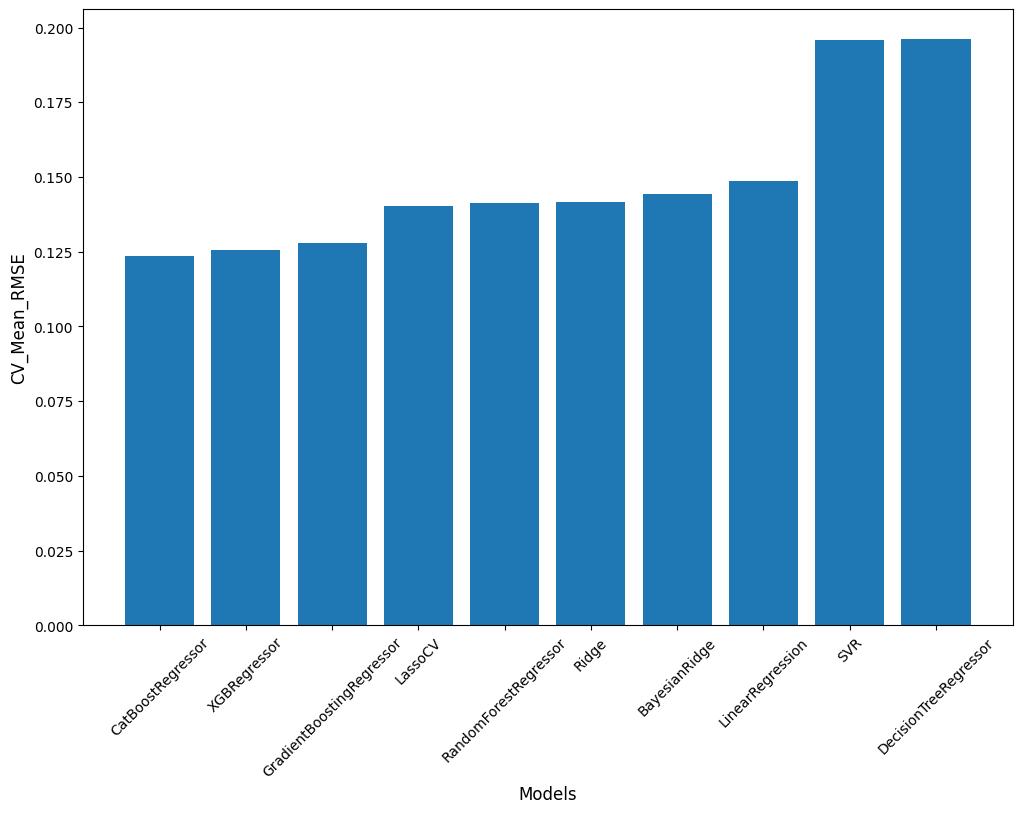 0.200
0.175
0.150
0.125
0.100
0.075
0.050
0.025
0.000
CV_Mean_RMSE
CatBoostRegressor
XGBRegressor
GradientBoostingRegressor
LassoCV
RandomForestRegressor
Ridge
BayesianRidge
LinearRegression
SVR
DecisionTreeRegressor
Models